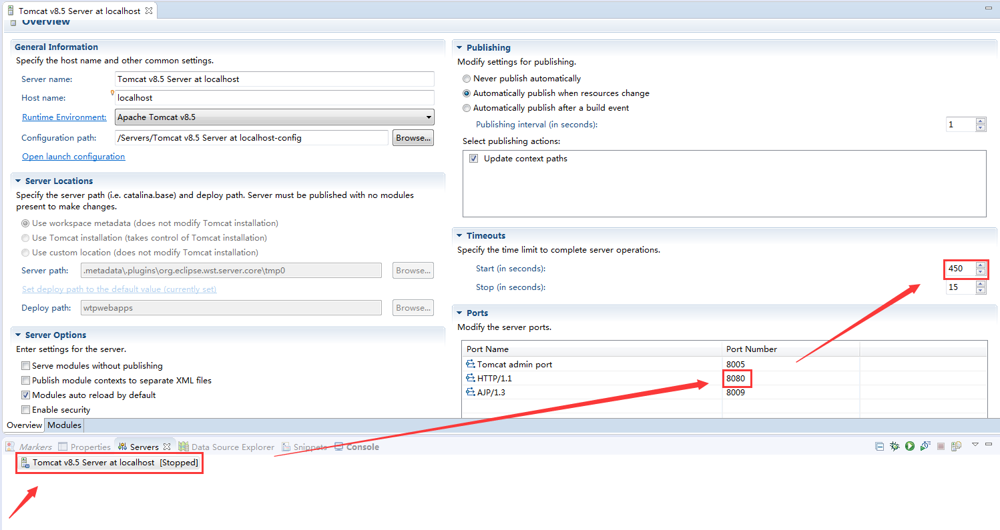 Tomcat v8.5 Server at localhost
Overview
General Information
Specify the host name and other common settings.
Server name: Tomcat v8.5 Server at localhost
Host name: localhost
Runtime Environment: Apache Tomcat v8.5
Configuration path: /Servers/Tomcat v8.5 Server at localhost-config Browse...
Open launch configuration
Server Locations
Specify the server path (i.e. catalina.base) and deploy path. Server must be published with no modules
present to make changes.
Use workspace metadata (does not modify Tomcat installation)
Use Tomcat installation (takes control of Tomcat installation)
Use custom location (does not modify Tomcat installation)
Server path: .metadata\.plugins\org.eclipse.wst.server.core\tmp0 Browse...
Set deploy path to the default value (currently set)
Deploy path: wtpwebapps Browse...
Server Options
Enter settings for the server.
Serve modules without publishing
Publish module contexts to separate XML files
Modules auto reload by default
Enable security
Publishing
Modify settings for publishing.
Never publish automatically
Automatically publish when resources change
Automatically publish after a build event
Publishing interval (in seconds): 1
Select publishing actions:
Update context paths
Timeouts
Specify the time limit to complete server operations.
Start (in seconds): 450
Stop (in seconds): 15
Ports
Modify the server ports.
Port Name Port Number
Tomcat admin port 8005
HTTP/1.1 8080
AJP/1.3 8009
Overview Modules
Markers Properties Servers Data Source Explorer Snippets Console
Tomcat v8.5 Server at localhost [Stopped]